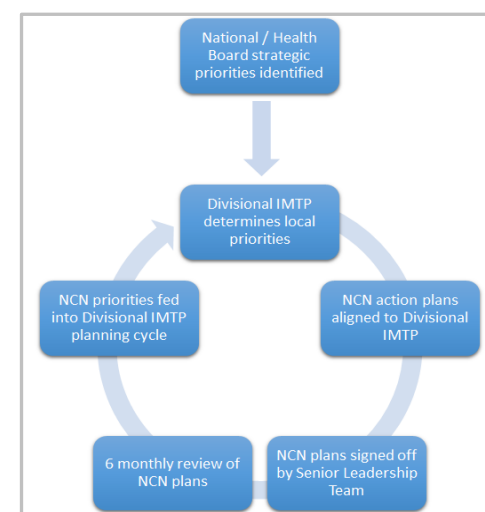 National / Health
Board strategic
priorities identified
Divisional IMTP
determines local
priorities
NCN action plans
aligned to Divisional
IMTP
NCN plans signed off
by Senior Leadership
Team
6 monthly review of
NCN plans
NCN priorities fed
into Divisional IMTP
planning cycle